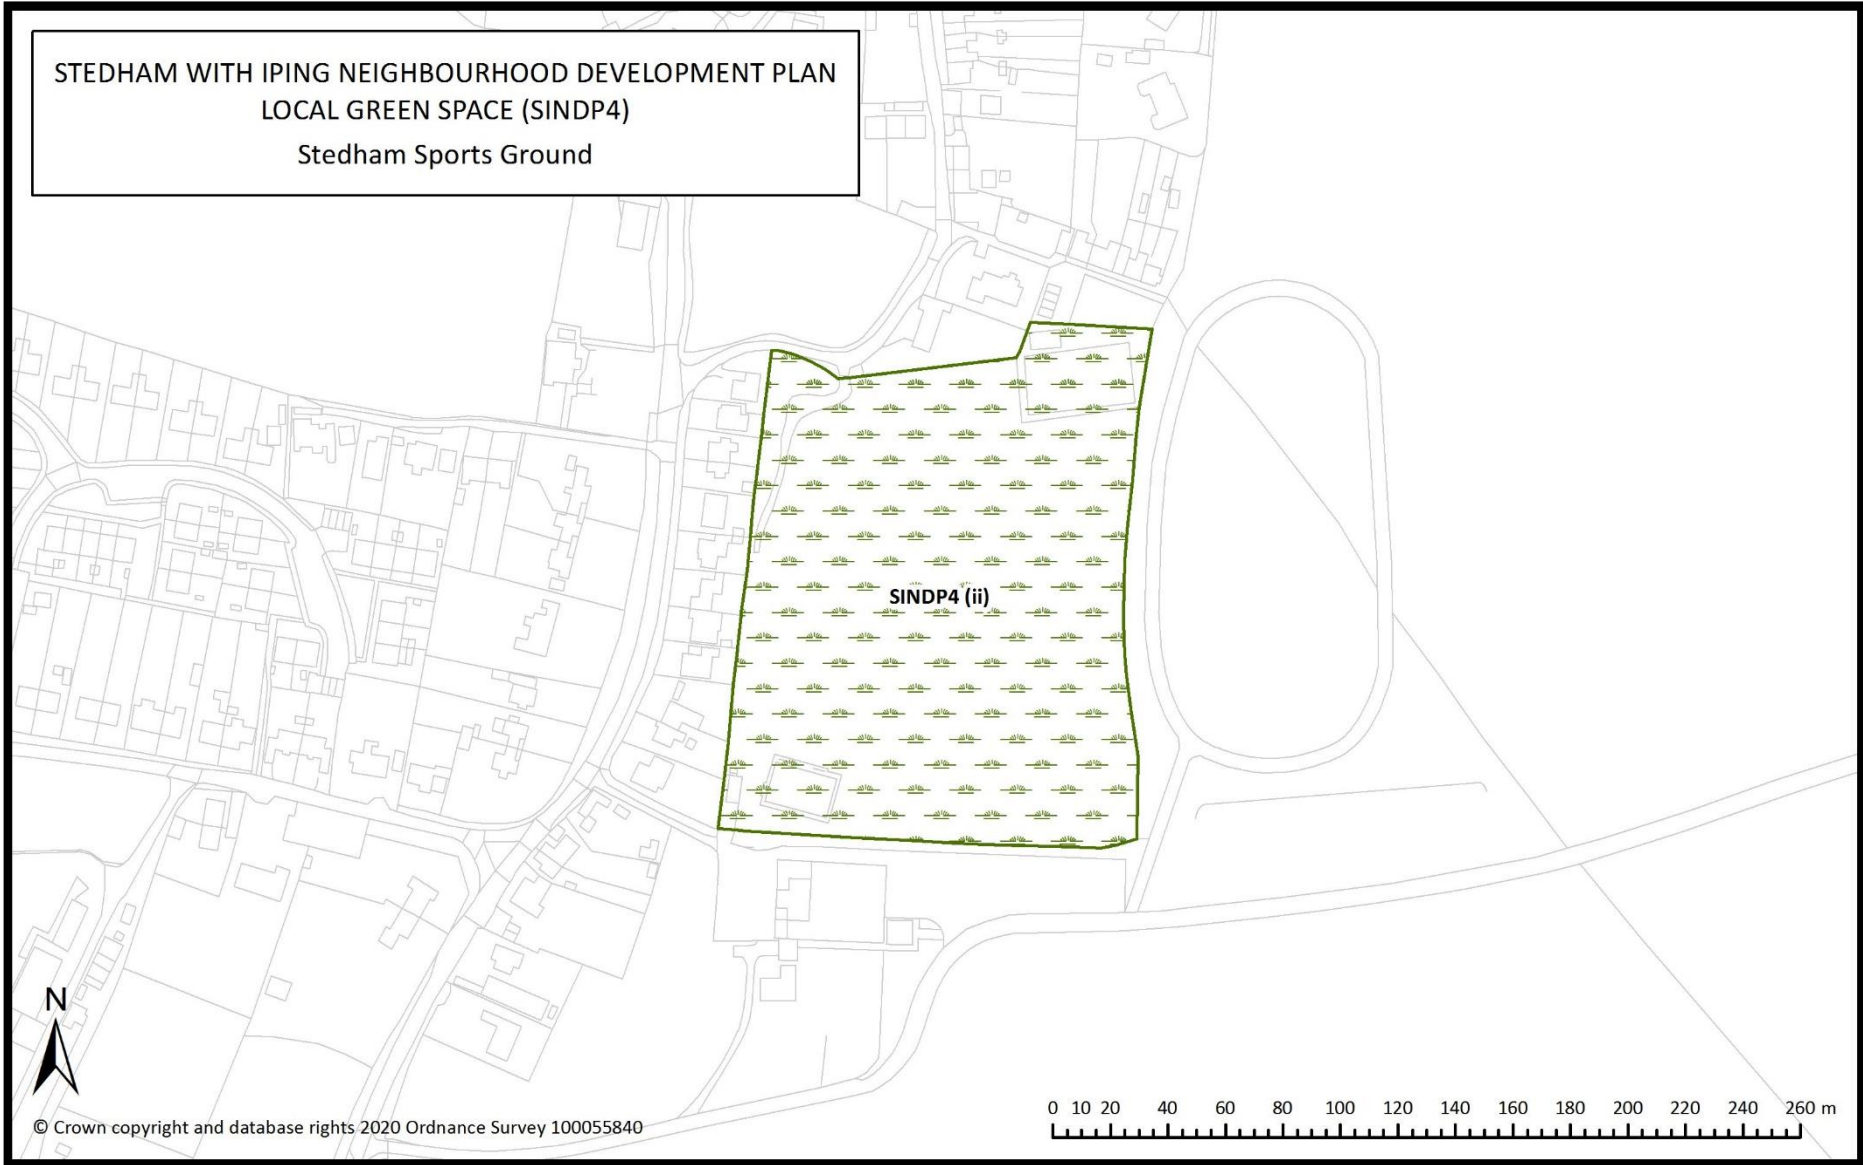 STEDHAM WITH IPING NEIGHBOURHOOD DEVELOPMENT PLAN
LOCAL GREEN SPACE (SINDP4)
Stedham Sports Ground
SINDP4 (ii)
N
0 10 20 40 60 80 100 120 140 160 180 200 220 240 260 m
© Crown copyright and database rights 2020 Ordnance Survey 100055840